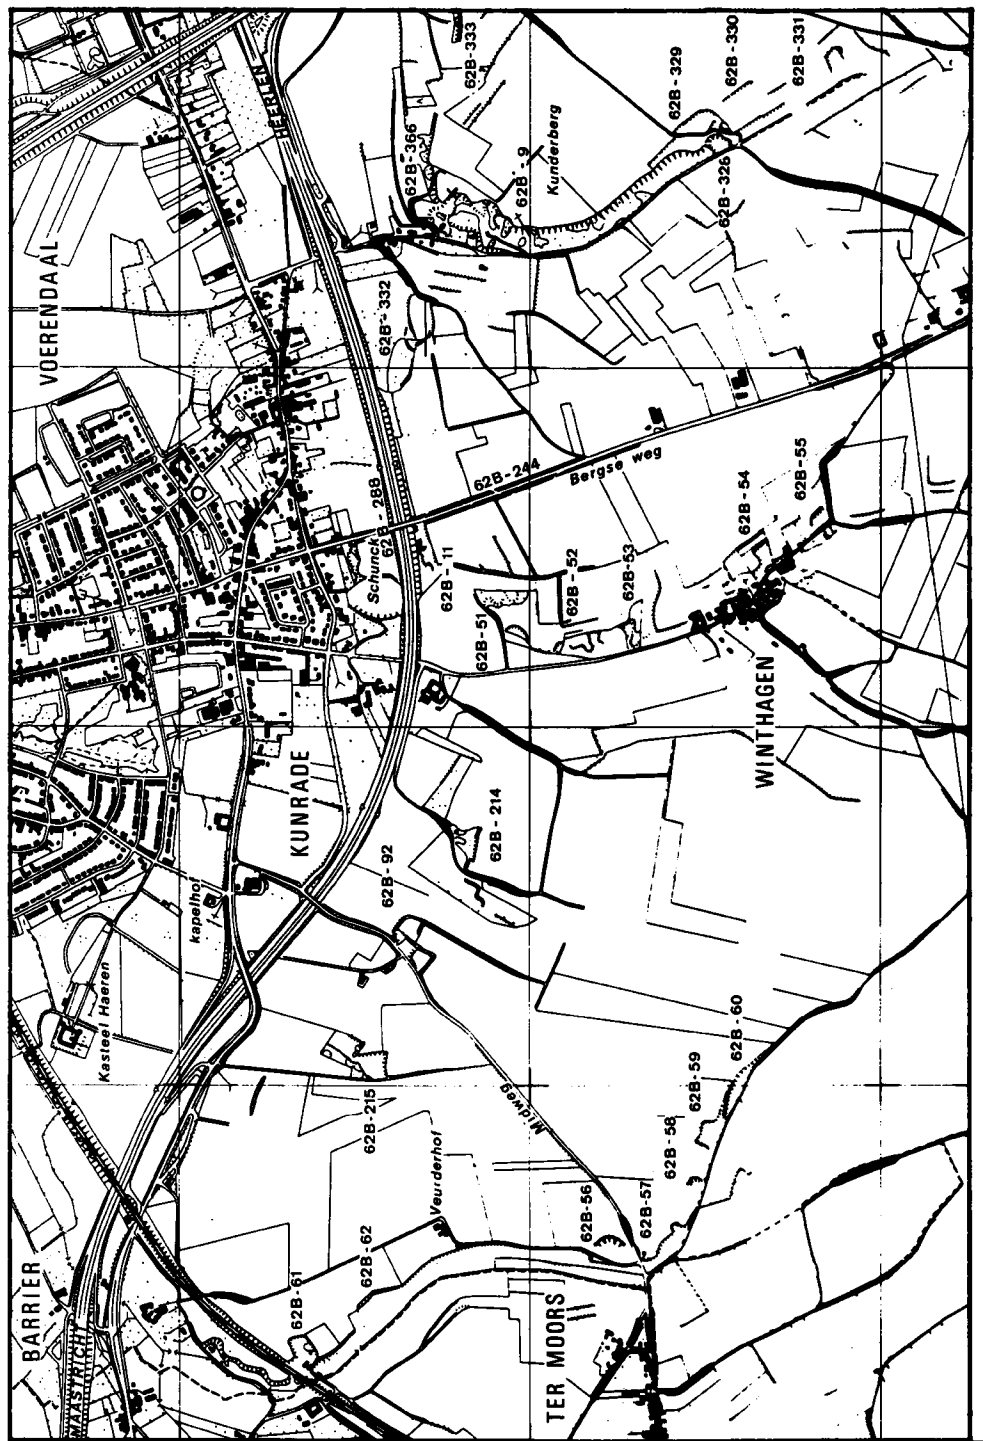 BARRIER
MAASTRICHT
VOERENDAAL
HEERLEN
Kasteel Haeren
kapelhof
KUNRADE
Schunck
62B - 288
62B - 332
62B - 366
62B - 333
62B - 9
Kunderberg
62B - 329
62B - 330
62B - 331
62B - 326
62B - 244
Bergse weg
62B - 11
62B - 51
62B - 52
62B - 53
62B - 54
62B - 55
WINTHAGEN
62B - 92
62B - 214
62B - 215
Midweg
62B - 60
62B - 59
62B - 58
62B - 57
62B - 56
Veurderhof
62B - 62
62B - 61
TER MOORS